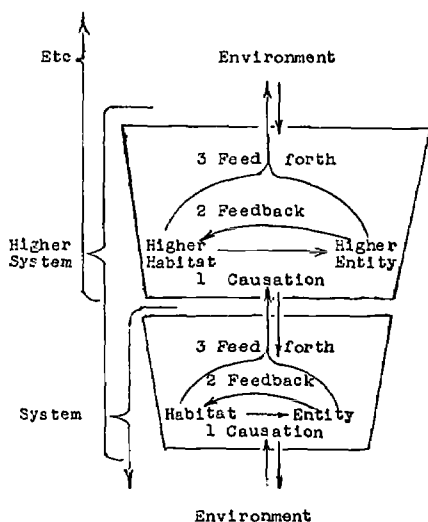 Etc
Environment
3 Feed forth
2 Feedback
Higher Habitat
Higher Entity
Higher System
1 Causation
3 Feed forth
2 Feedback
System
Habitat
Entity
1 Causation
Environment